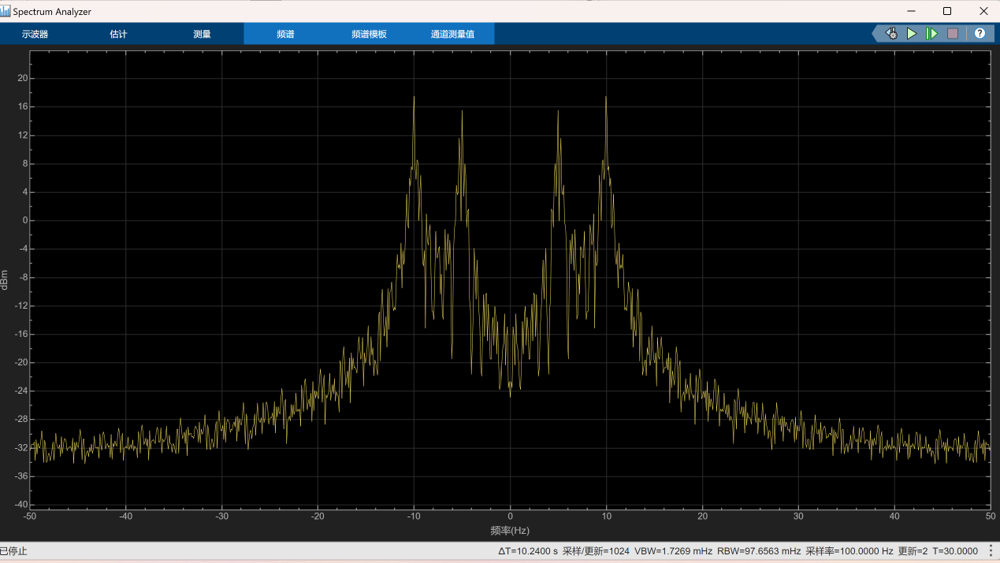 Spectrum Analyzer
示波器 估计 测量 频谱 频谱模板 通道测量值 ?
20
16
12
8
4
0
-4
-8
-12
-16
-20
-24
-28
-32
-36
-40
dBm
-50 -40 -30 -20 -10 0 10 20 30 40 50
频率(Hz)
已停止 ΔT=10.2400 s 采样/更新=1024 VBW=1.7269 mHz RBW=97.6563 mHz 采样率=100.0000 Hz 更新=2 T=30.0000